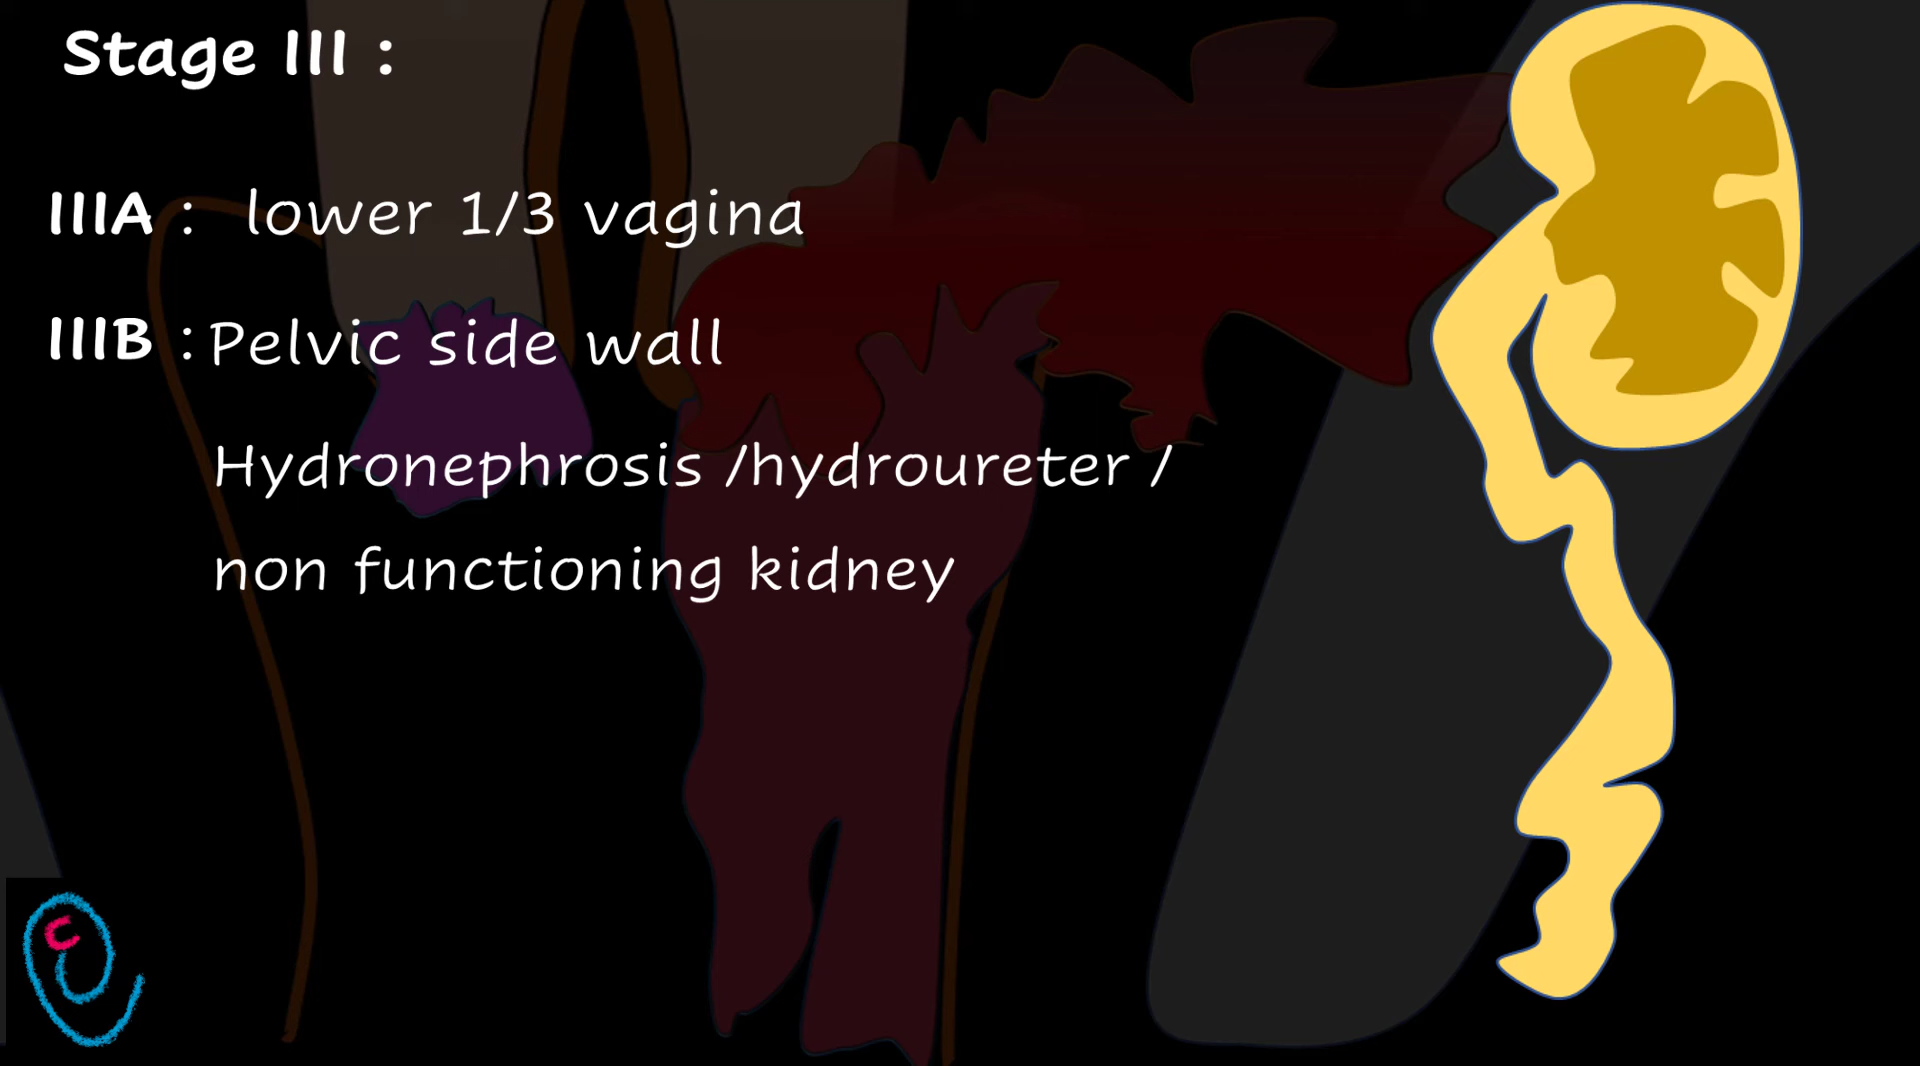 Stage III :
IIIA : lower 1/3 vagina
IIIB : Pelvic side wall
Hydronephrosis /hydroureter /
non functioning kidney